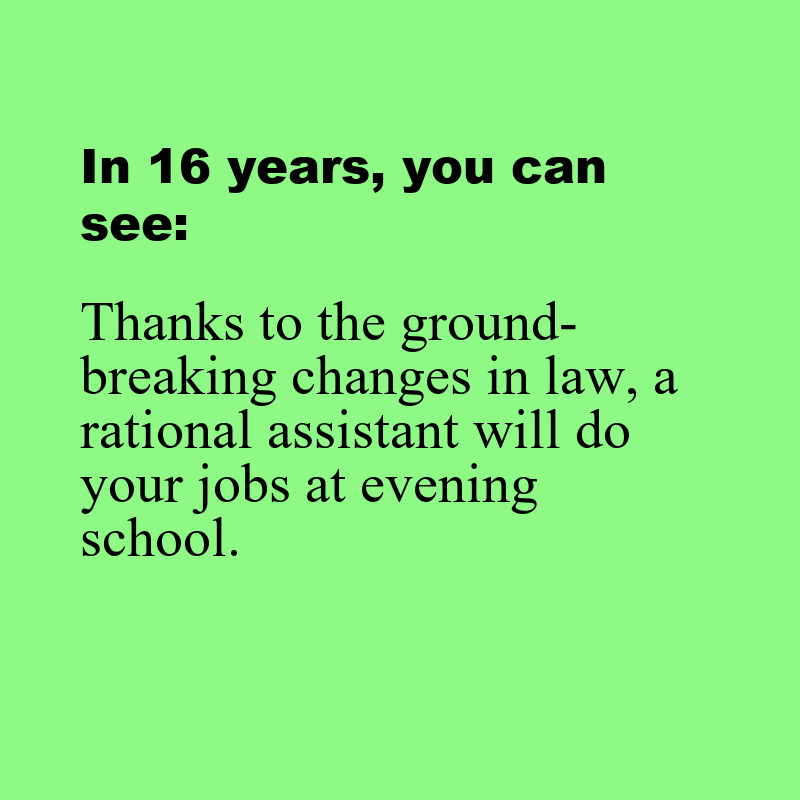 In 16 years, you can
see:
Thanks to the ground-
breaking changes in law, a
rational assistant will do
your jobs at evening
school.